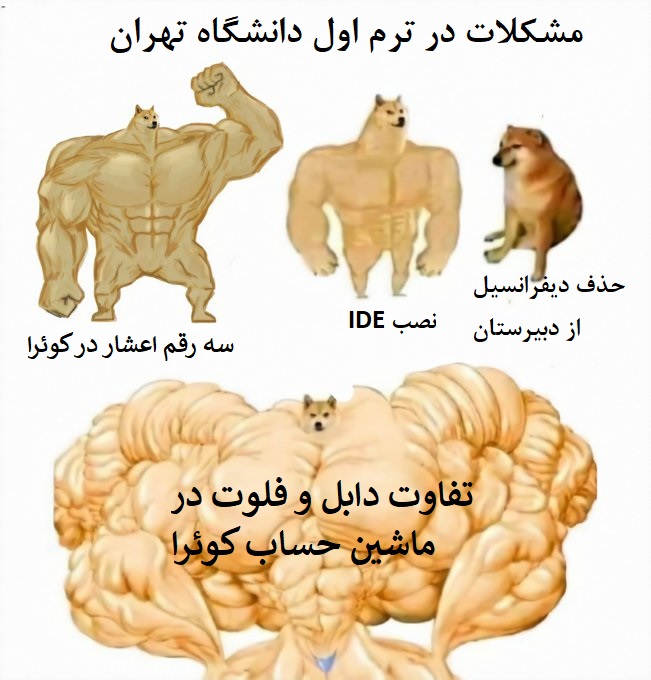 مشکلات در ترم اول دانشگاه تهران
حذف دیفرانسیل
از دبیرستان
نصب IDE
سه رقم اعشار در کوئرا
تفاوت دابل و فلوت در
ماشین حساب کوئرا